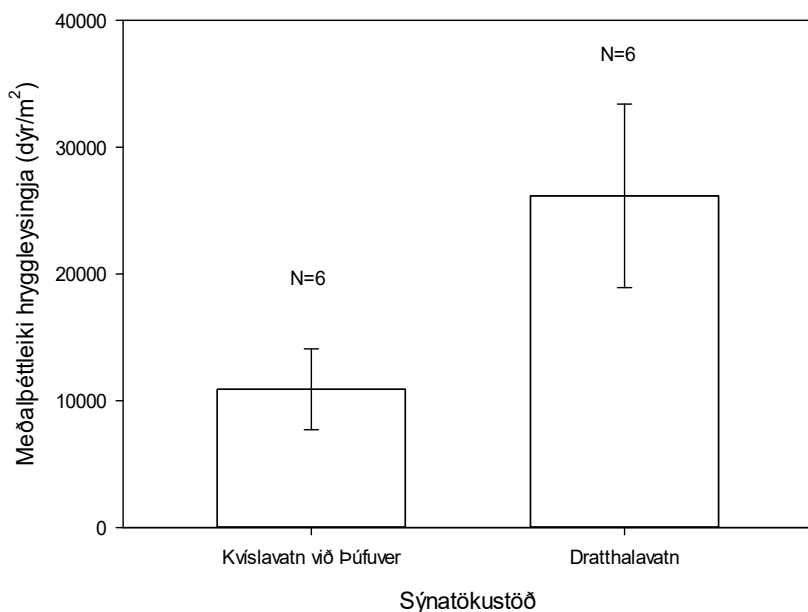 Meðalþéttleiki hryggleysingja (dýr/m²)
40000
30000
20000
10000
0
N=6
N=6
Kvíslavatn við Þúfuver
Dratthalavatn
Sýnatökustöð